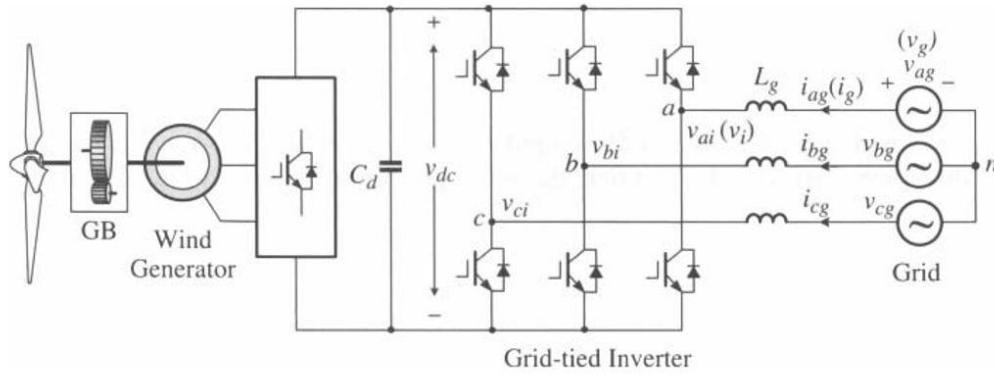 GB
Wind
Generator
C_d
+
v_dc
−
a
b
c
v_ai (v_i)
v_bi
v_ci
L_g
i_ag(i_g)
i_bg
i_cg
(v_g)
+ v_ag −
v_bg
v_cg
n
Grid
Grid-tied Inverter